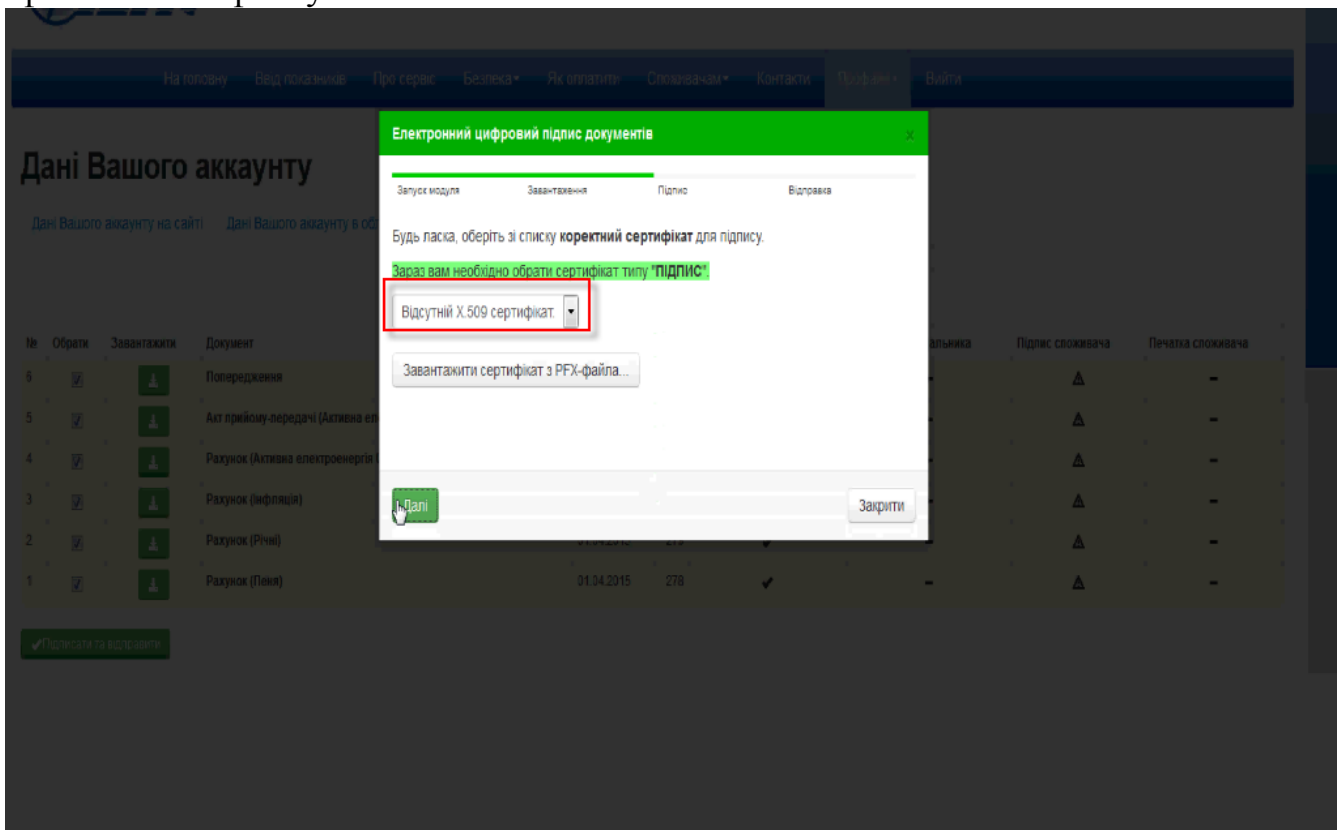 На головну Ввід показників Про сервіс Безпека Як оплатити Споживачам Контакти Профайл Вийти
Електронний цифровий підпис документів x
Дані Вашого аккаунту
Запуск модуля Завантаження Підпис Відправка
Дані Вашого аккаунту на сайті Дані Вашого аккаунту в
Будь ласка, оберіть зі списку коректний сертифікат для підпису.
Зараз вам необхідно обрати сертифікат типу "ПІДПИС".
Відсутній X.509 сертифікат.
№ Обрати Завантажити Документ альника Підпис споживача Печатка споживача
Завантажити сертифікат з PFX-файла...
6 Попередження -
5 Акт прийому-передачі (Активна ел -
4 Рахунок (Активна електроенергія -
3 Рахунок (Інфляція) -
Далі Закрити
2 Рахунок (Річні) -
1 Рахунок (Пеня) 01.04.2015 278 ✔ - -
✔Підписати та відправити